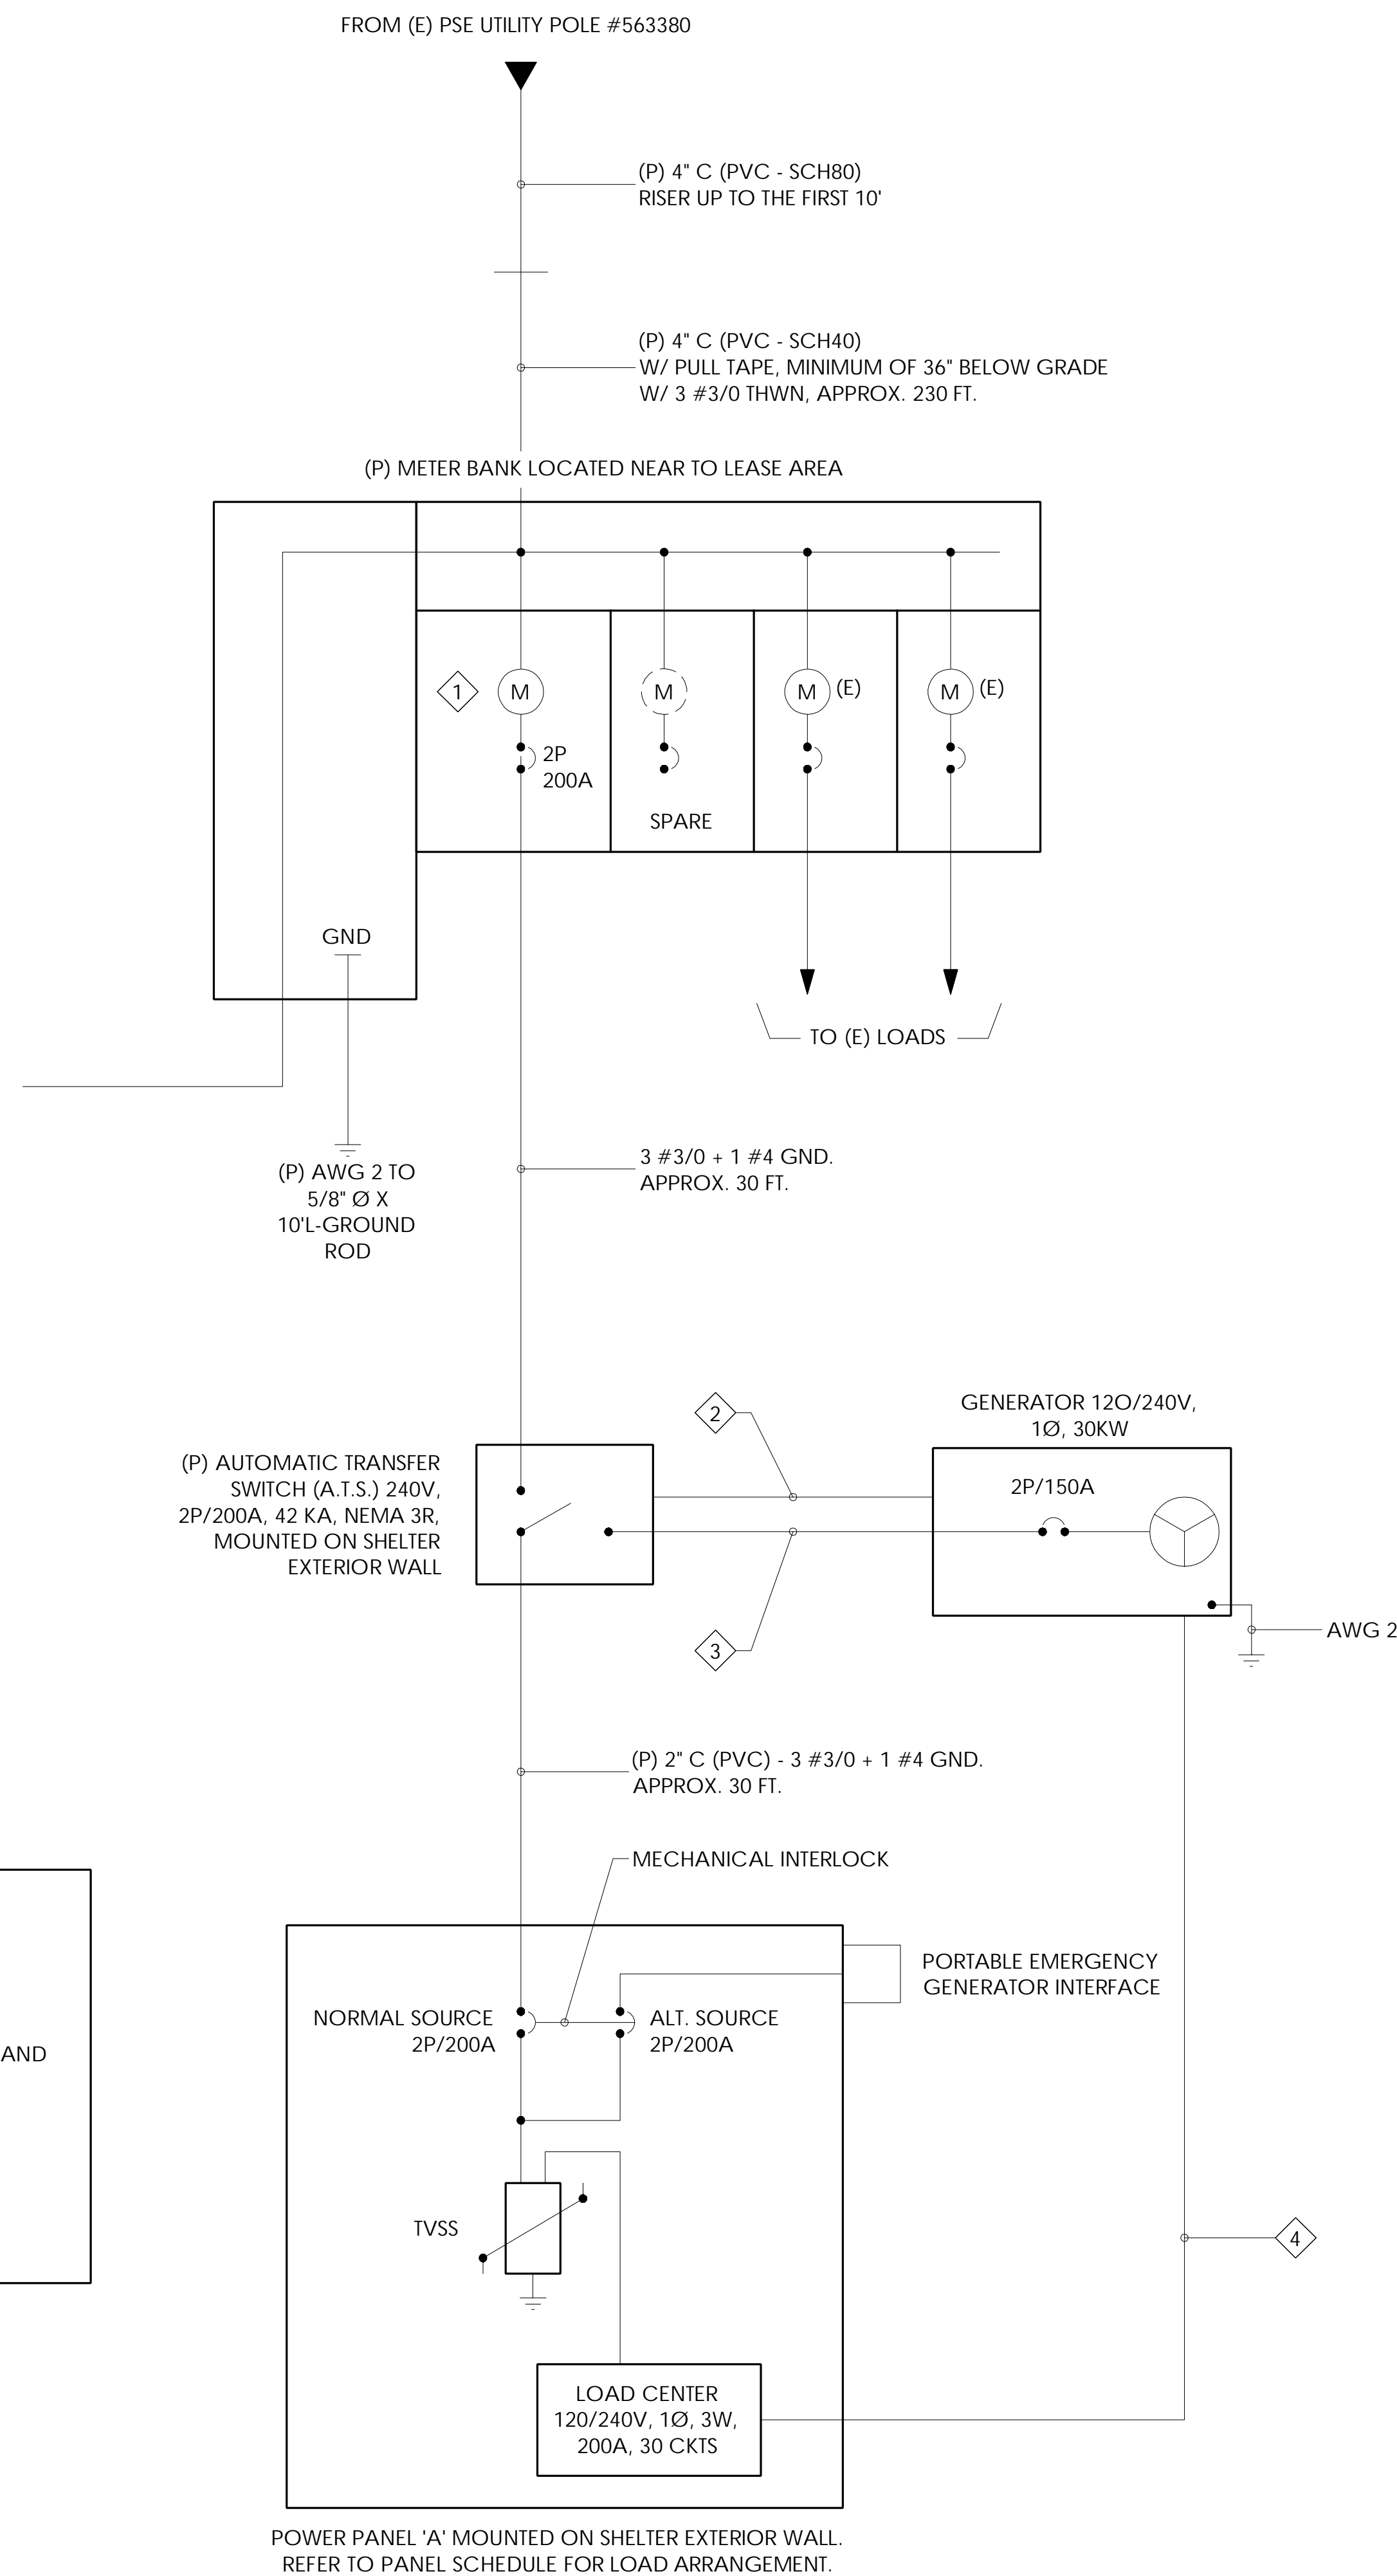 FROM (E) PSE UTILITY POLE #563380
(P) 4" C (PVC - SCH80)
RISER UP TO THE FIRST 10'
(P) 4" C (PVC - SCH40)
W/ PULL TAPE, MINIMUM OF 36" BELOW GRADE
W/ 3 #3/0 THWN, APPROX. 230 FT.
(P) METER BANK LOCATED NEAR TO LEASE AREA
1
M
M
M
(E)
M
(E)
2P
200A
SPARE
GND
TO (E) LOADS
(P) AWG 2 TO
5/8" Ø X
10'L-GROUND
ROD
3 #3/0 + 1 #4 GND.
APPROX. 30 FT.
2
GENERATOR 12O/240V,
1Ø, 30KW
(P) AUTOMATIC TRANSFER
SWITCH (A.T.S.) 240V,
2P/200A, 42 KA, NEMA 3R,
MOUNTED ON SHELTER
EXTERIOR WALL
2P/150A
3
AWG 2
(P) 2" C (PVC) - 3 #3/0 + 1 #4 GND.
APPROX. 30 FT.
MECHANICAL INTERLOCK
PORTABLE EMERGENCY
GENERATOR INTERFACE
NORMAL SOURCE
2P/200A
ALT. SOURCE
2P/200A
AND
TVSS
4
LOAD CENTER
120/240V, 1Ø, 3W,
200A, 30 CKTS
POWER PANEL 'A' MOUNTED ON SHELTER EXTERIOR WALL.
REFER TO PANEL SCHEDULE FOR LOAD ARRANGEMENT.